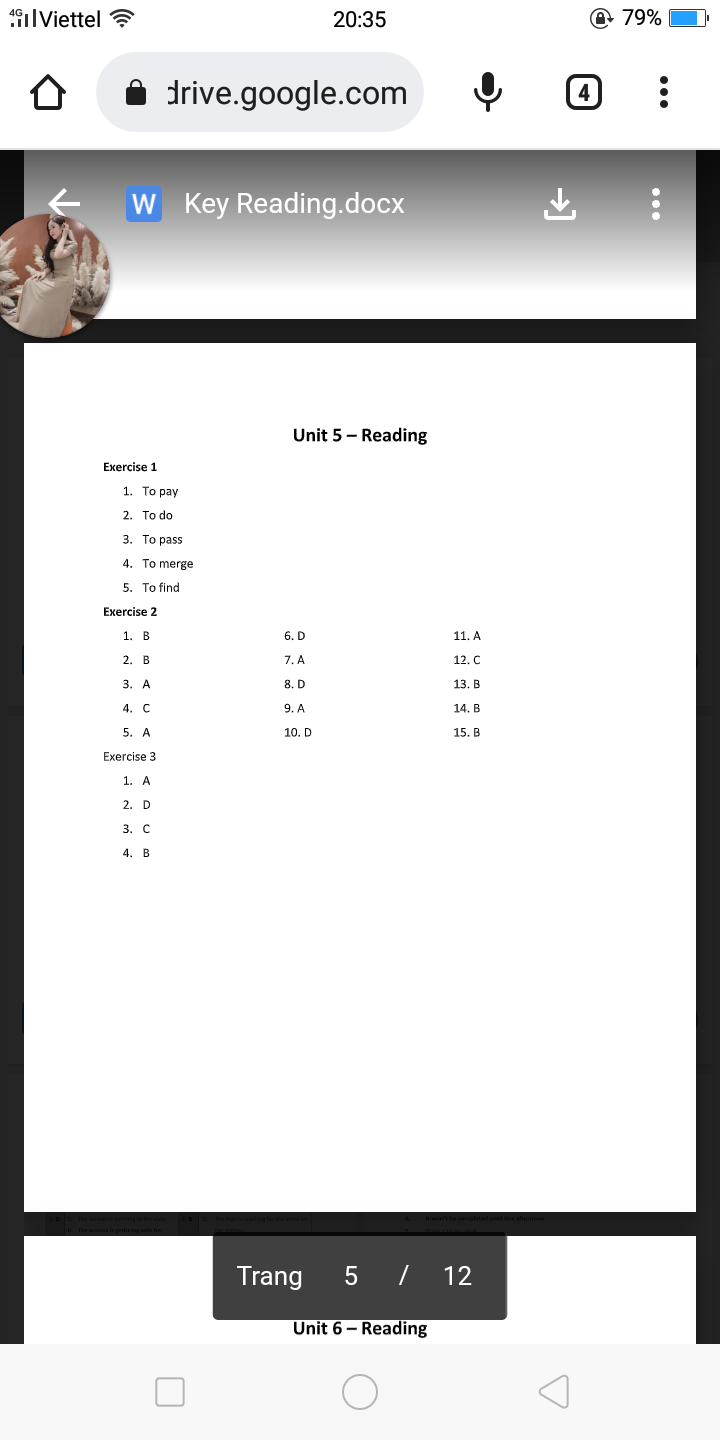 4G Viettel 20:35 79%
drive.google.com 4
W Key Reading.docx
Unit 5 – Reading
Exercise 1
1. To pay
2. To do
3. To pass
4. To merge
5. To find
Exercise 2
1. B 6. D 11. A
2. B 7. A 12. C
3. A 8. D 13. B
4. C 9. A 14. B
5. A 10. D 15. B
Exercise 3
1. A
2. D
3. C
4. B
Trang 5 / 12
Unit 6 – Reading